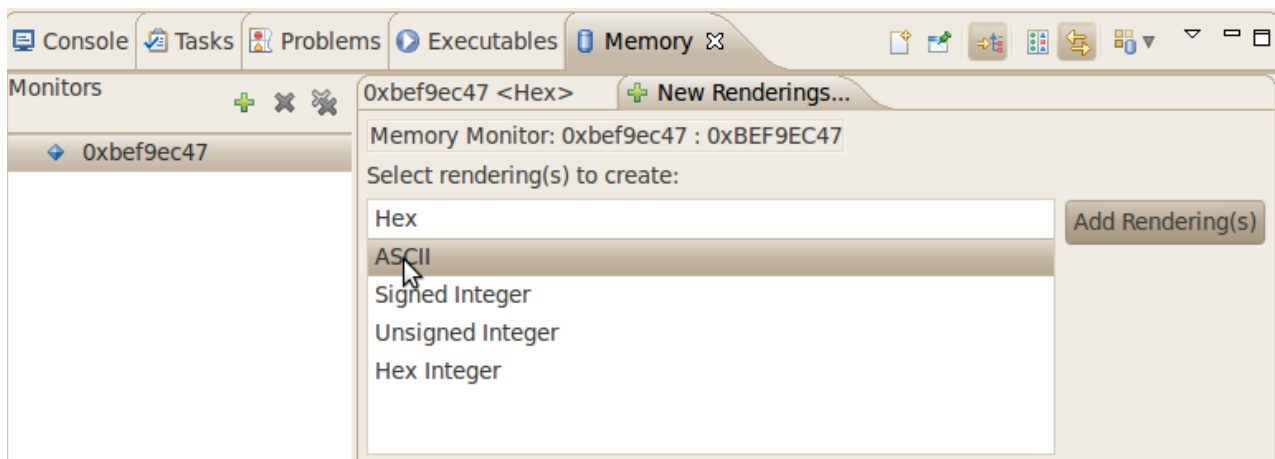 Console Tasks Problems Executables Memory
Monitors
0xbef9ec47
0xbef9ec47 <Hex> New Renderings...
Memory Monitor: 0xbef9ec47 : 0xBEF9EC47
Select rendering(s) to create:
Hex
ASCII
Signed Integer
Unsigned Integer
Hex Integer
Add Rendering(s)